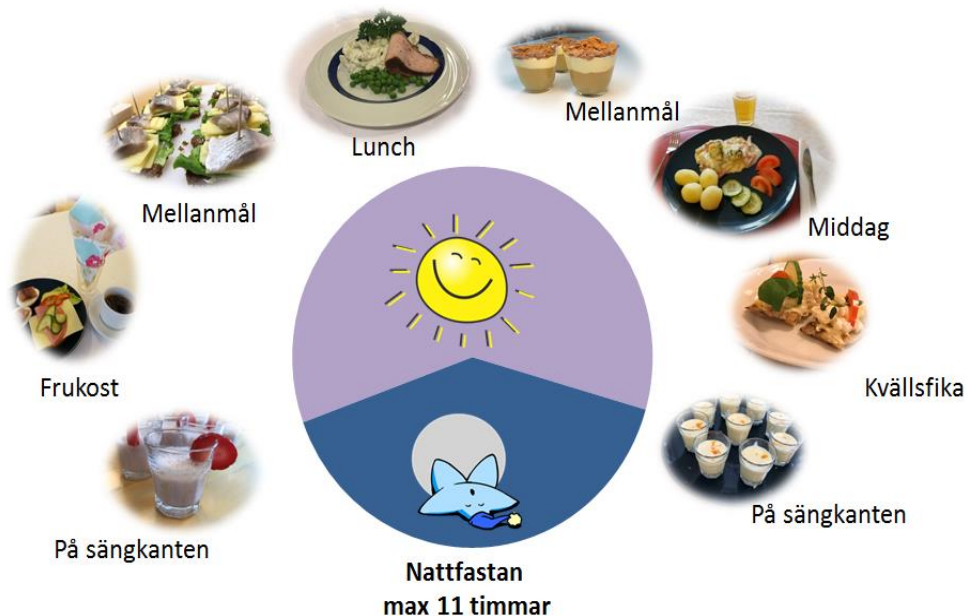 Lunch
Mellanmål
Mellanmål
Middag
Frukost
Kvällsfika
På sängkanten
På sängkanten
Nattfastan
max 11 timmar